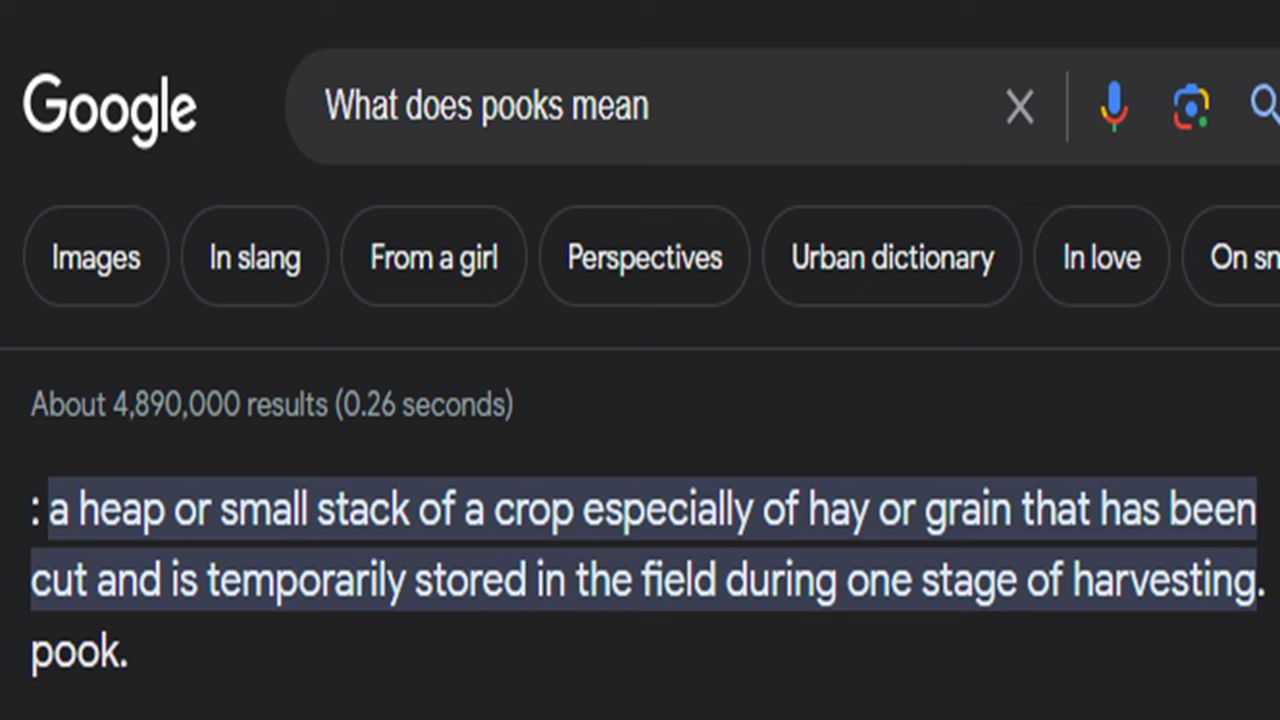 Google
What does pooks mean
Images In slang From a girl Perspectives Urban dictionary In love On
About 4,890,000 results (0.26 seconds)
: a heap or small stack of a crop especially of hay or grain that has been
cut and is temporarily stored in the field during one stage of harvesting.
pook.